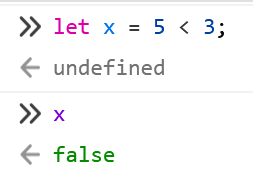 >> let x = 5 < 3;
← undefined
>> x
← false